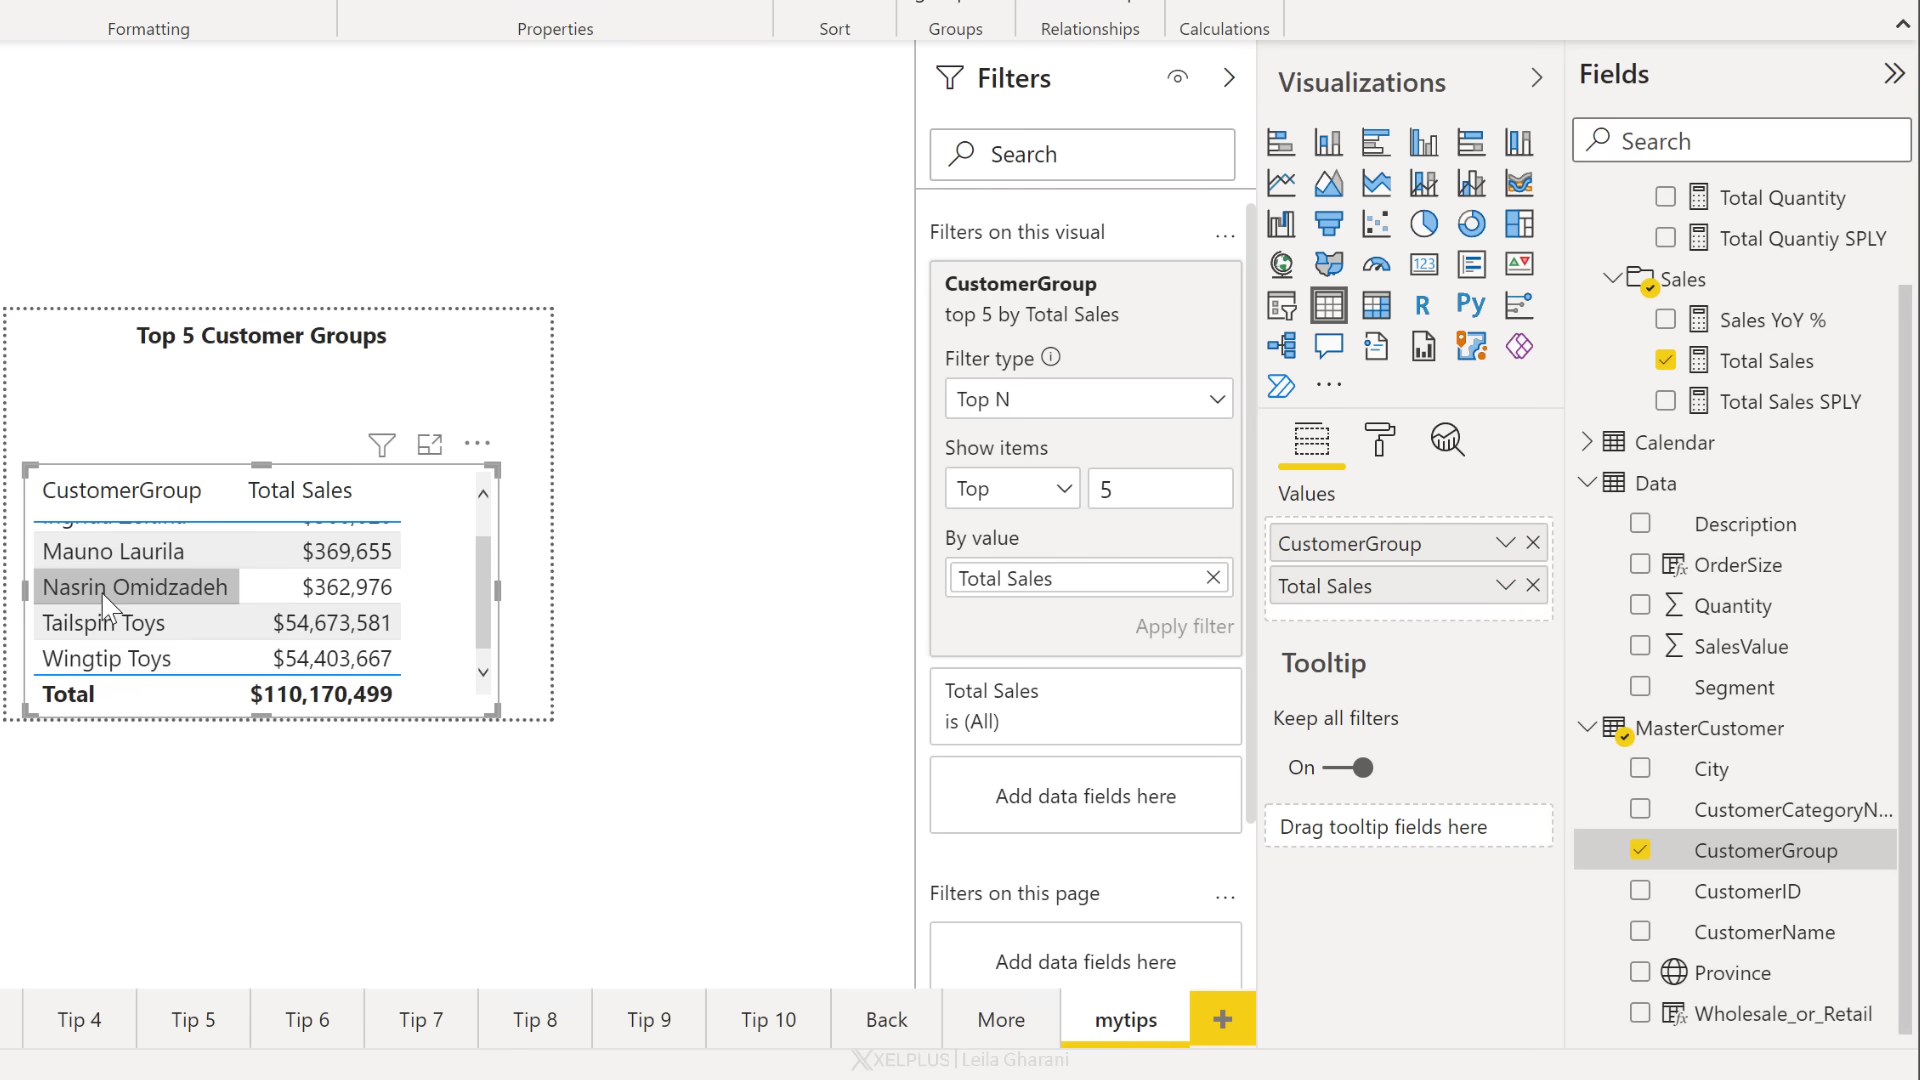 Formatting
Properties
Sort
Groups
Relationships
Calculations
Top 5 Customer Groups
CustomerGroup Total Sales
Mauno Laurila $369,655
Nasrin Omidzadeh $362,976
Tailspin Toys $54,673,581
Wingtip Toys $54,403,667
Total $110,170,499
Filters
Search
Filters on this visual ...
CustomerGroup
top 5 by Total Sales
Filter type
Top N
Show items
Top 5
By value
Total Sales
Apply filter
Total Sales
is (All)
Add data fields here
Filters on this page ...
Add data fields here
Visualizations
123
R Py
...
Values
CustomerGroup
Total Sales
Tooltip
Keep all filters
On
Drag tooltip fields here
Fields
Search
Total Quantity
Total Quantiy SPLY
Sales
Sales YoY %
Total Sales
Total Sales SPLY
Calendar
Data
Description
OrderSize
Quantity
SalesValue
Segment
MasterCustomer
City
CustomerCategoryN...
CustomerGroup
CustomerID
CustomerName
Province
Wholesale_or_Retail
Tip 4
Tip 5
Tip 6
Tip 7
Tip 8
Tip 9
Tip 10
Back
More
mytips
XELPLUS | Leila Gharani